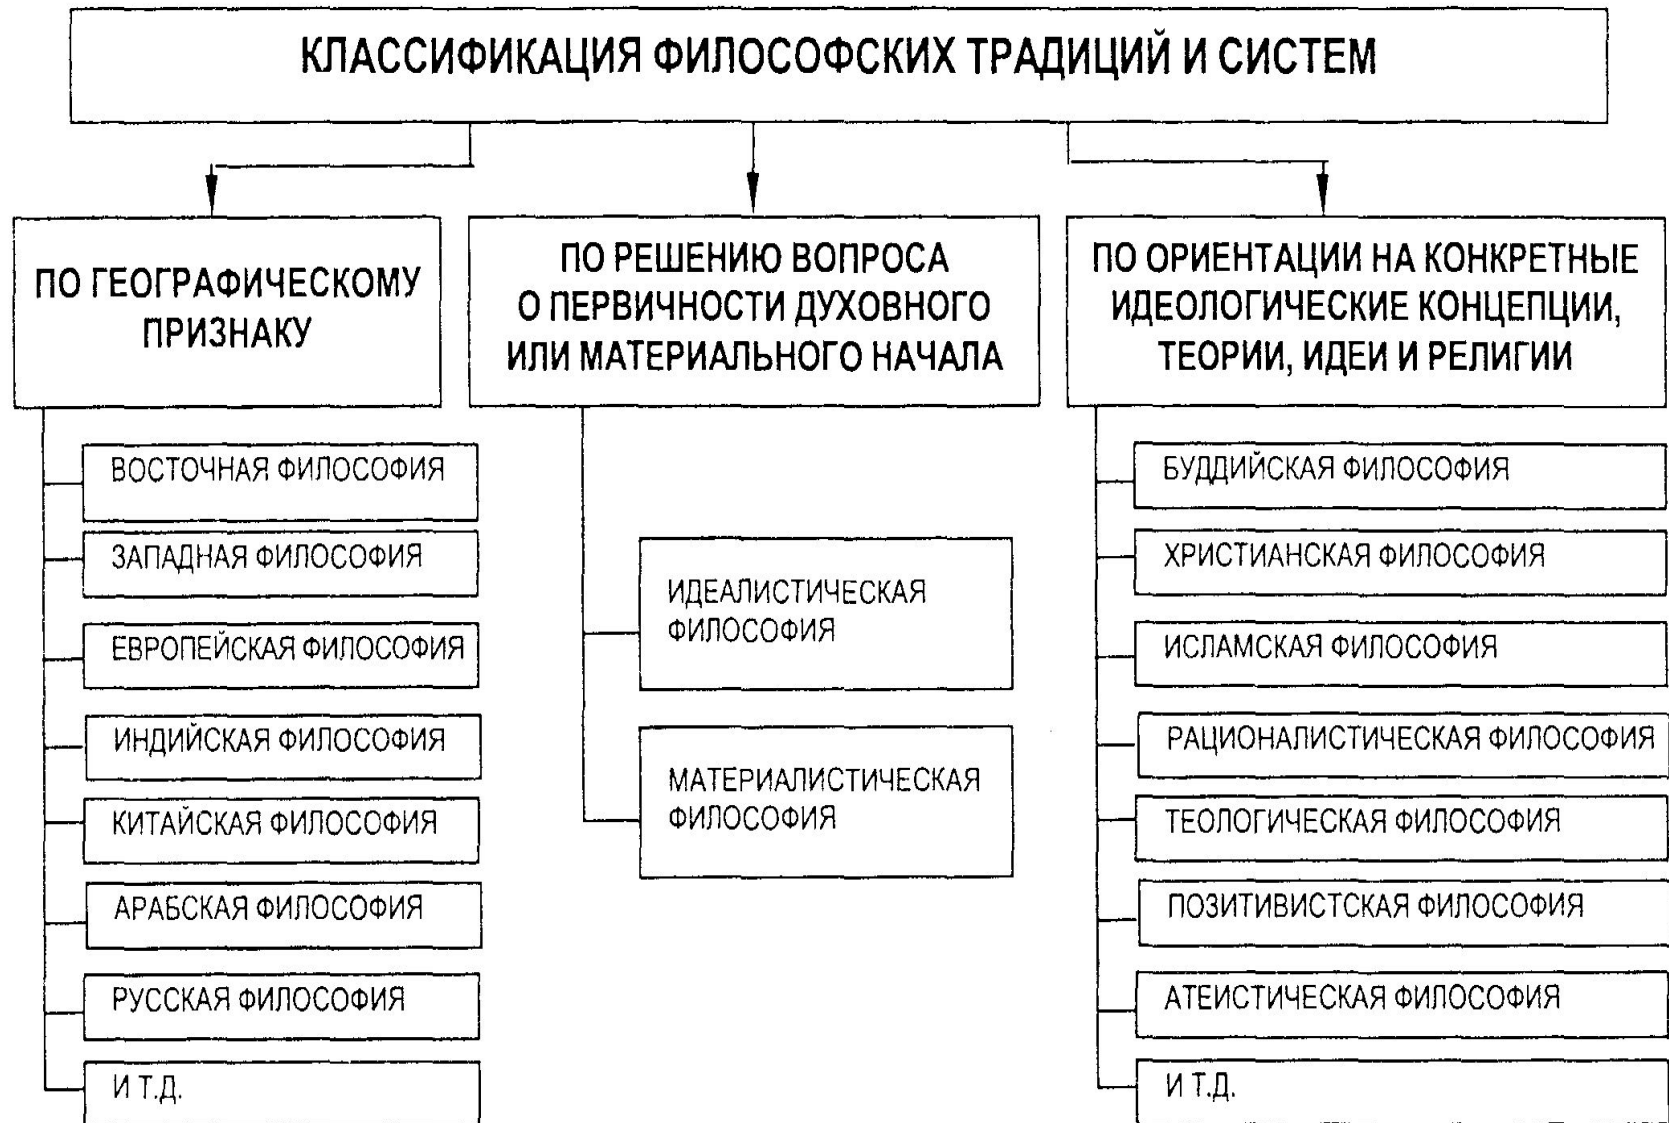 КЛАССИФИКАЦИЯ ФИЛОСОФСКИХ ТРАДИЦИЙ И СИСТЕМ
ПО ГЕОГРАФИЧЕСКОМУ
ПРИЗНАКУ
ВОСТОЧНАЯ ФИЛОСОФИЯ
ЗАПАДНАЯ ФИЛОСОФИЯ
ЕВРОПЕЙСКАЯ ФИЛОСОФИЯ
ИНДИЙСКАЯ ФИЛОСОФИЯ
КИТАЙСКАЯ ФИЛОСОФИЯ
АРАБСКАЯ ФИЛОСОФИЯ
РУССКАЯ ФИЛОСОФИЯ
И Т.Д.
ПО РЕШЕНИЮ ВОПРОСА
О ПЕРВИЧНОСТИ ДУХОВНОГО
ИЛИ МАТЕРИАЛЬНОГО НАЧАЛА
ИДЕАЛИСТИЧЕСКАЯ
ФИЛОСОФИЯ
МАТЕРИАЛИСТИЧЕСКАЯ
ФИЛОСОФИЯ
ПО ОРИЕНТАЦИИ НА КОНКРЕТНЫЕ
ИДЕОЛОГИЧЕСКИЕ КОНЦЕПЦИИ,
ТЕОРИИ, ИДЕИ И РЕЛИГИИ
БУДДИЙСКАЯ ФИЛОСОФИЯ
ХРИСТИАНСКАЯ ФИЛОСОФИЯ
ИСЛАМСКАЯ ФИЛОСОФИЯ
РАЦИОНАЛИСТИЧЕСКАЯ ФИЛОСОФИЯ
ТЕОЛОГИЧЕСКАЯ ФИЛОСОФИЯ
ПОЗИТИВИСТСКАЯ ФИЛОСОФИЯ
АТЕИСТИЧЕСКАЯ ФИЛОСОФИЯ
И Т.Д.